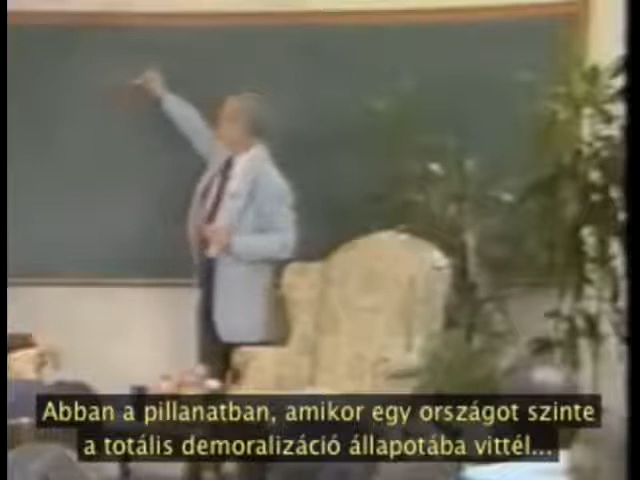 Abban a pillanatban, amikor egy országot szinte
a totális demoralizáció állapotába vittél...